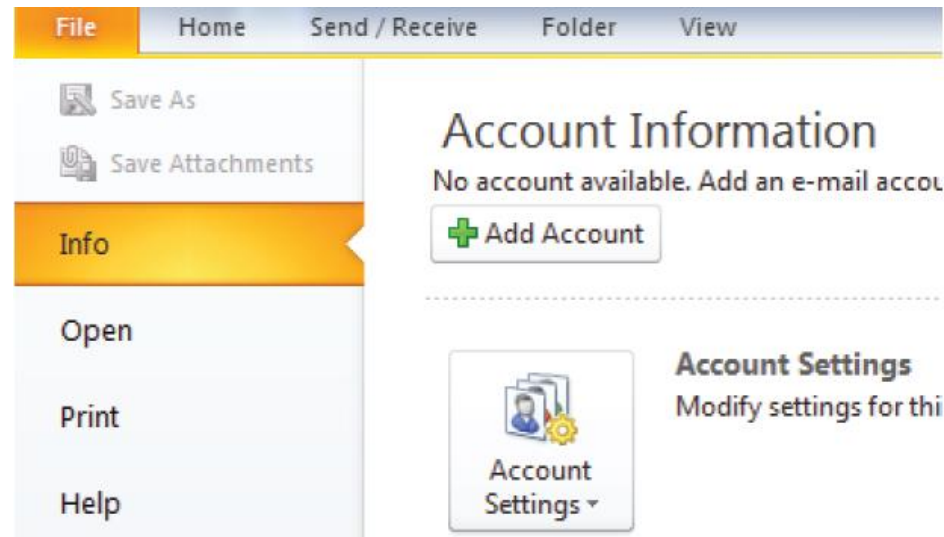 File Home Send / Receive Folder View
Save As
Save Attachments
Info
Open
Print
Help
Account Information
No account available. Add an e-mail accou
Add Account
Account Settings
Modify settings for thi
Account
Settings